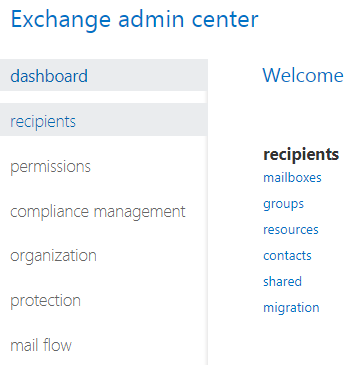 Exchange admin center
dashboard
recipients
permissions
compliance management
organization
protection
mail flow
Welcome
recipients
mailboxes
groups
resources
contacts
shared
migration